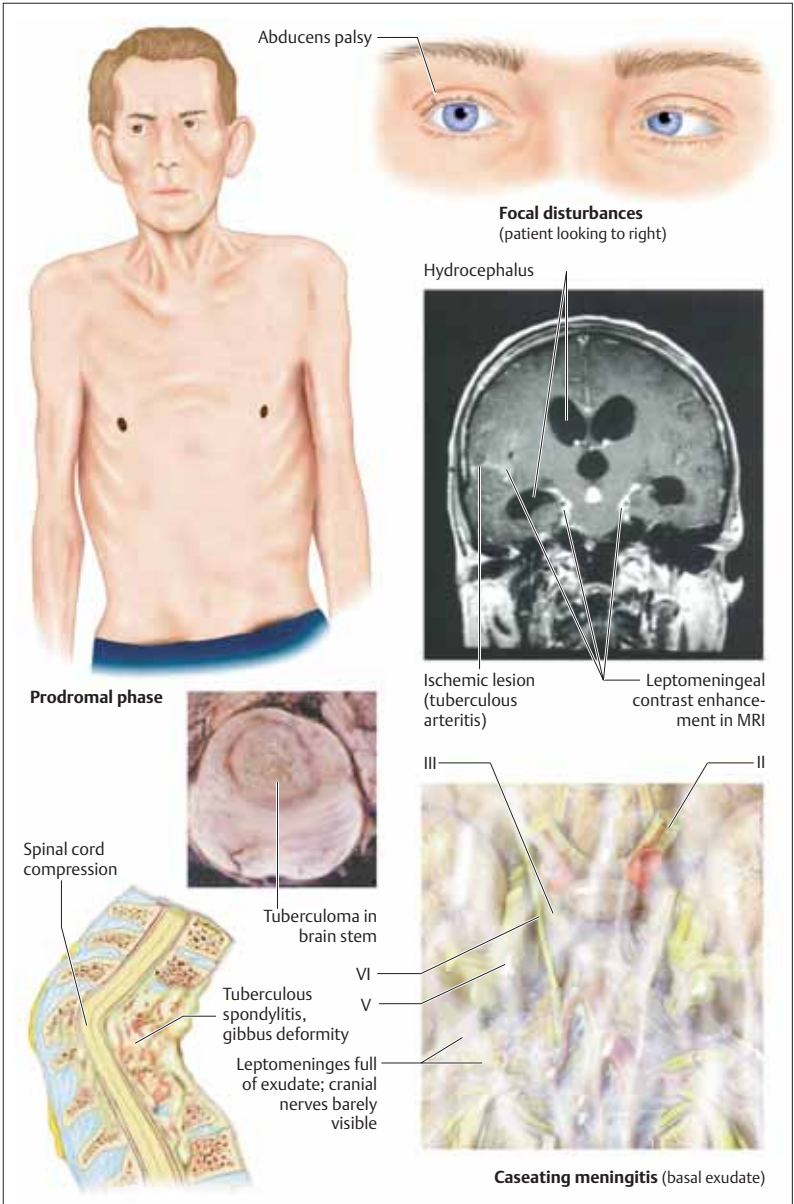 Abducens palsy
Focal disturbances
(patient looking to right)
Hydrocephalus
Ischemic lesion
(tuberculous
arteritis)
Leptomeningeal
contrast enhance-
ment in MRI
Prodromal phase
Tuberculoma in
brain stem
Spinal cord
compression
Tuberculous
spondylitis,
gibbus deformity
III
II
VI
V
Leptomeninges full
of exudate; cranial
nerves barely
visible
Caseating meningitis (basal exudate)